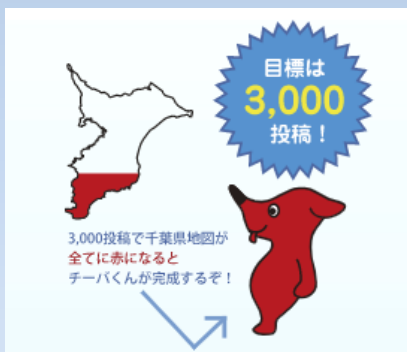 目標は
3,000
投稿！
3,000投稿で千葉県地図が
全てに赤になると
チーバくんが完成するぞ！